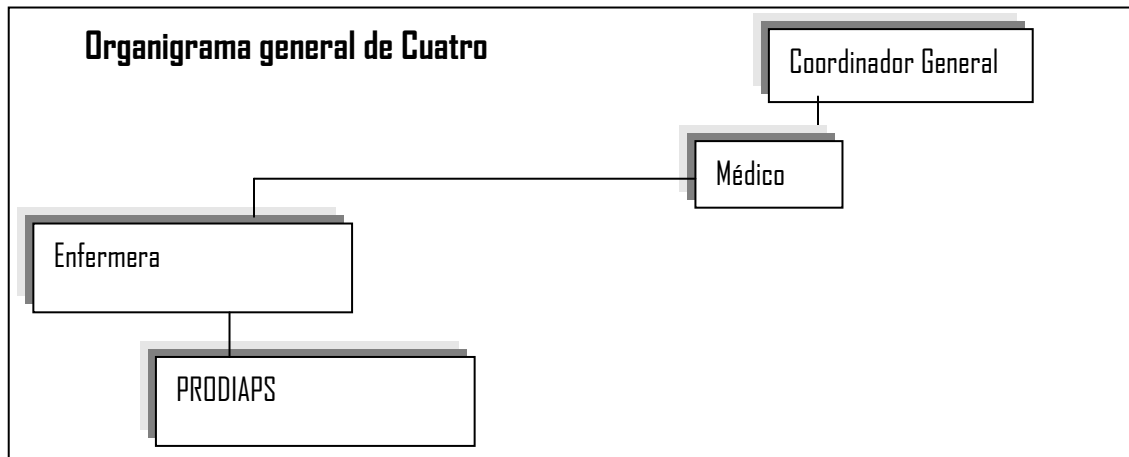 Organigrama general de Cuatro
Coordinador General
Médico
Enfermera
PRODIAPS